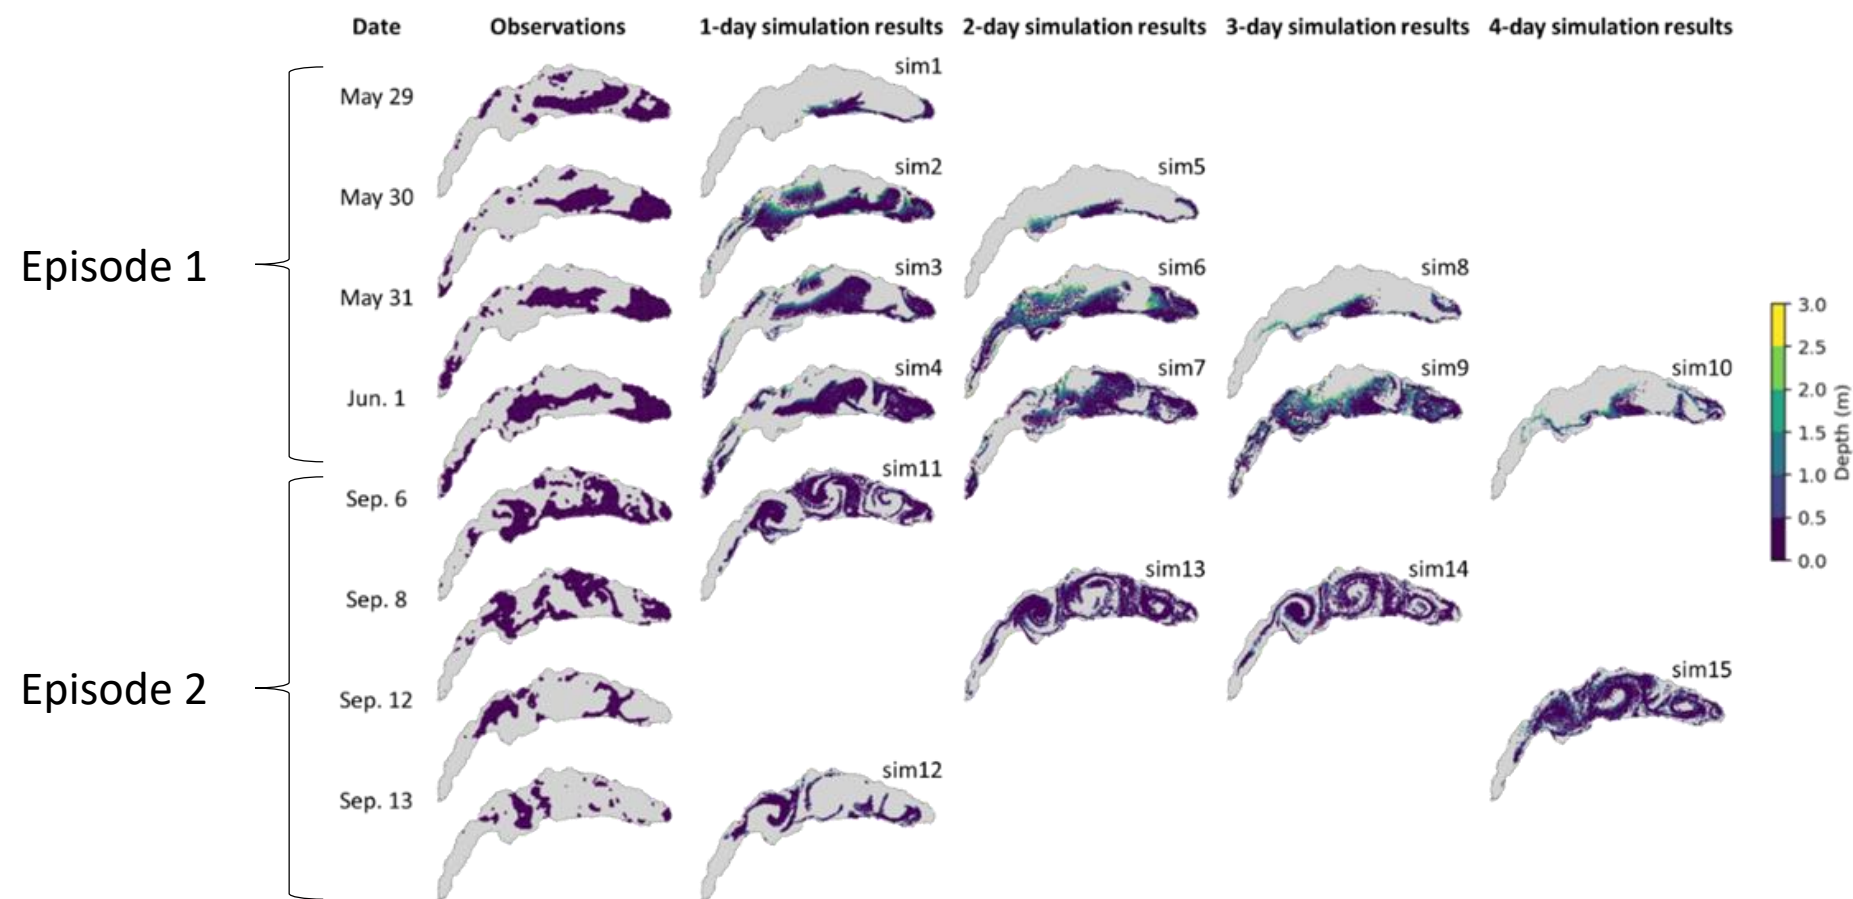 Date Observations 1-day simulation results 2-day simulation results 3-day simulation results 4-day simulation results
sim1
May 29
sim2 sim5
May 30
Episode 1
sim3 sim6 sim8
May 31
3.0
2.5
sim4 sim7 sim9 sim10
2.0
Jun. 1
1.5
Depth (m)
1.0
sim11
Sep. 6
0.5
0.0
sim13 sim14
Sep. 8
Episode 2
sim15
Sep. 12
sim12
Sep. 13